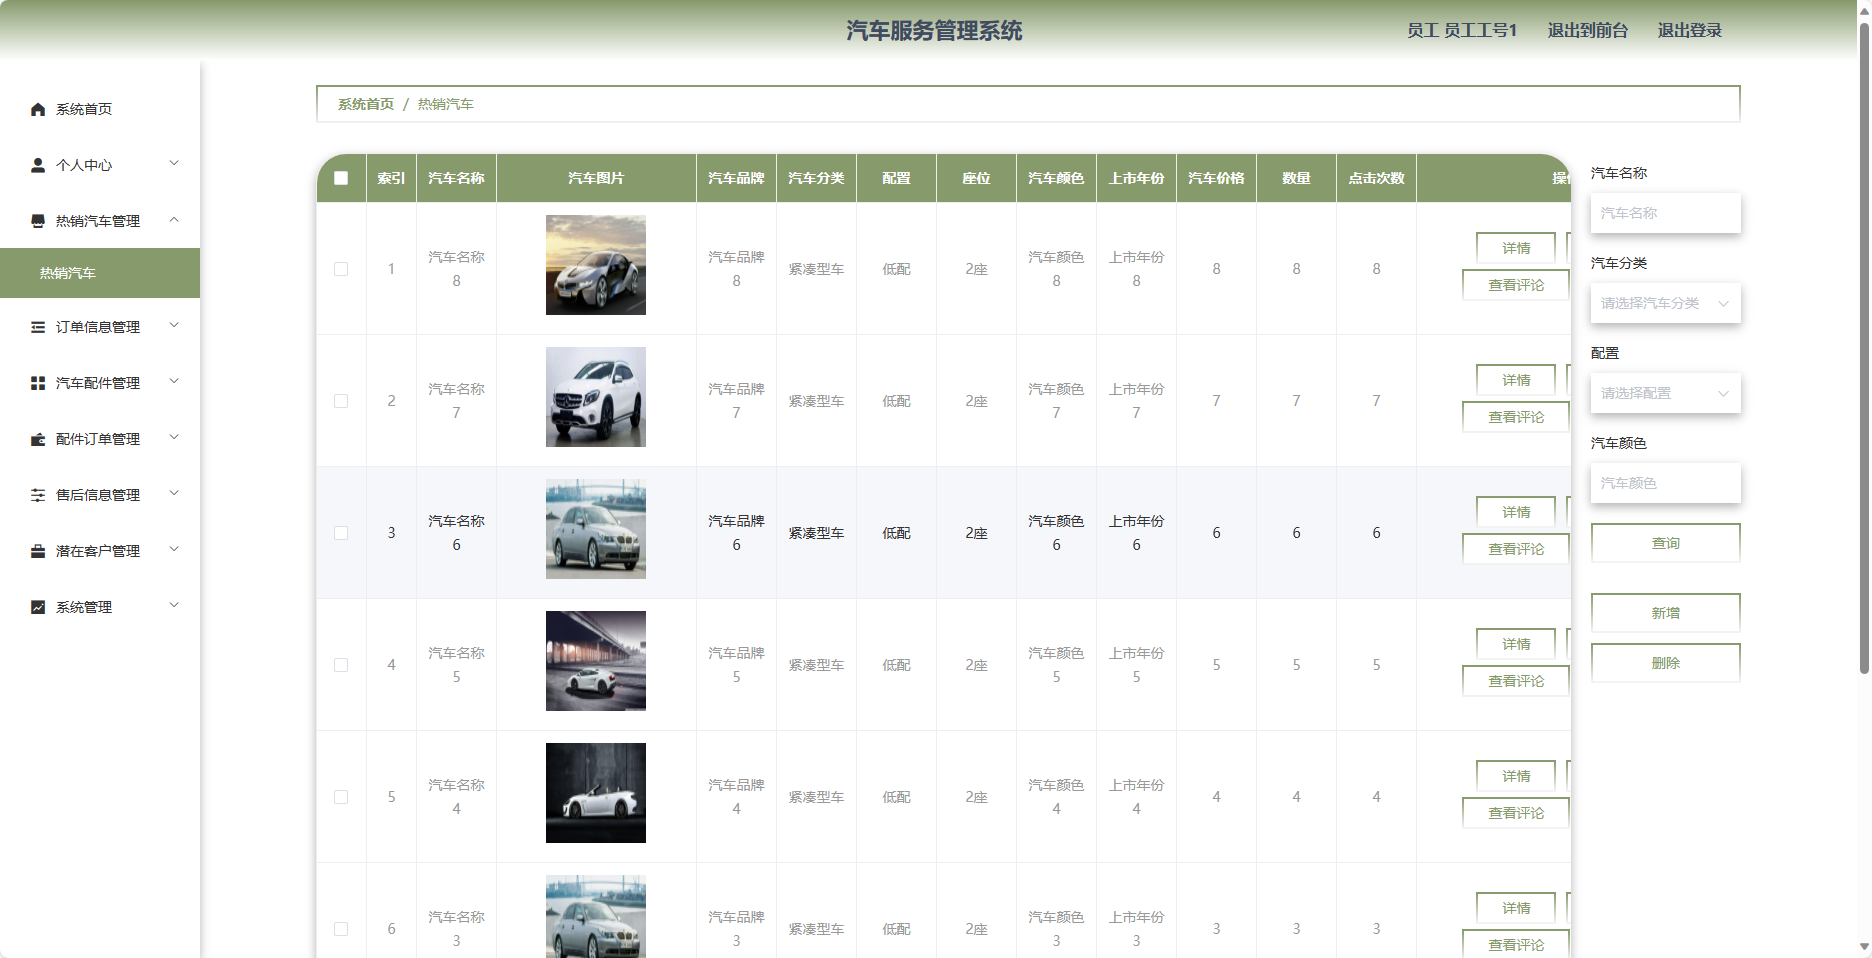 汽车服务管理系统
员工 员工工号1 退出到前台 退出登录
系统首页
个人中心
热销汽车管理
热销汽车
订单信息管理
汽车配件管理
配件订单管理
售后信息管理
潜在客户管理
系统管理
系统首页 / 热销汽车
索引 汽车名称 汽车图片 汽车品牌 汽车分类 配置 座位 汽车颜色 上市年份 汽车价格 数量 点击次数 操
1 汽车名称8 汽车品牌8 紧凑型车 低配 2座 汽车颜色8 上市年份8 8 8 8 详情
查看评论
2 汽车名称7 汽车品牌7 紧凑型车 低配 2座 汽车颜色7 上市年份7 7 7 7 详情
查看评论
3 汽车名称6 汽车品牌6 紧凑型车 低配 2座 汽车颜色6 上市年份6 6 6 6 详情
查看评论
4 汽车名称5 汽车品牌5 紧凑型车 低配 2座 汽车颜色5 上市年份5 5 5 5 详情
查看评论
5 汽车名称4 汽车品牌4 紧凑型车 低配 2座 汽车颜色4 上市年份4 4 4 4 详情
查看评论
6 汽车名称3 汽车品牌3 紧凑型车 低配 2座 汽车颜色3 上市年份3 3 3 3 详情
查看评论
汽车名称
汽车名称
汽车分类
请选择汽车分类
配置
请选择配置
汽车颜色
汽车颜色
查询
新增
删除